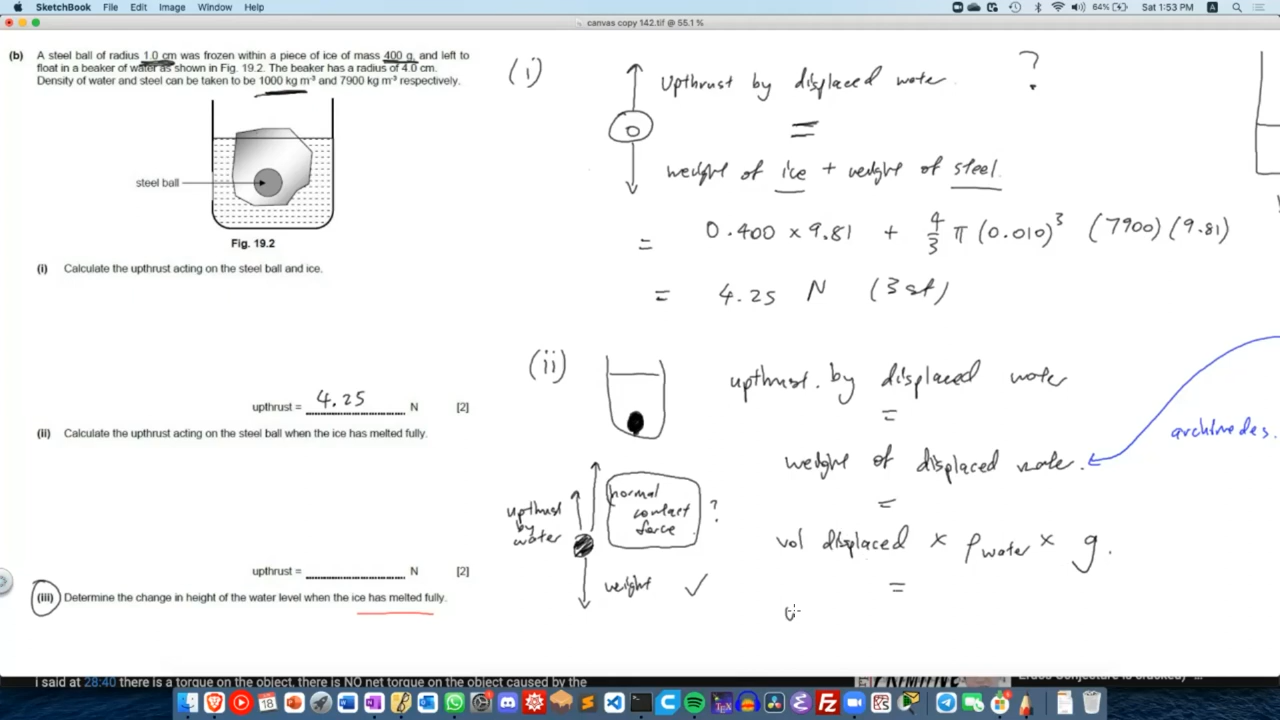 SketchBook File Edit Image Window Help
64% Sat 1:53 PM
canvas copy 142.tif @ 55.1 %
(b) A steel ball of radius 1.0 cm was frozen within a piece of ice of mass 400 g, and left to
float in a beaker of water as shown in Fig. 19.2. The beaker has a radius of 4.0 cm.
Density of water and steel can be taken to be 1000 kg m⁻³ and 7900 kg m⁻³ respectively.
steel ball
Fig. 19.2
(i) Calculate the upthrust acting on the steel ball and ice.
upthrust = 4.25 N [2]
(ii) Calculate the upthrust acting on the steel ball when the ice has melted fully.
upthrust = N [2]
(iii) Determine the change in height of the water level when the ice has melted fully.
(i) Upthrust by displaced water ?
=
weight of ice + weight of steel.
= 0.400 x 9.81 + 4/3 π (0.010)³ (7900)(9.81)
= 4.25 N (3 sf)
(ii) upthrust. by displaced water
=
weight of displaced water.
archimedes.
=
vol displaced x ρwater x g.
=
upthrust
by
water
normal
contact
force
?
weight ✓
I said at 28:40 there is a torque on the object, there is NO net torque on the object caused by the